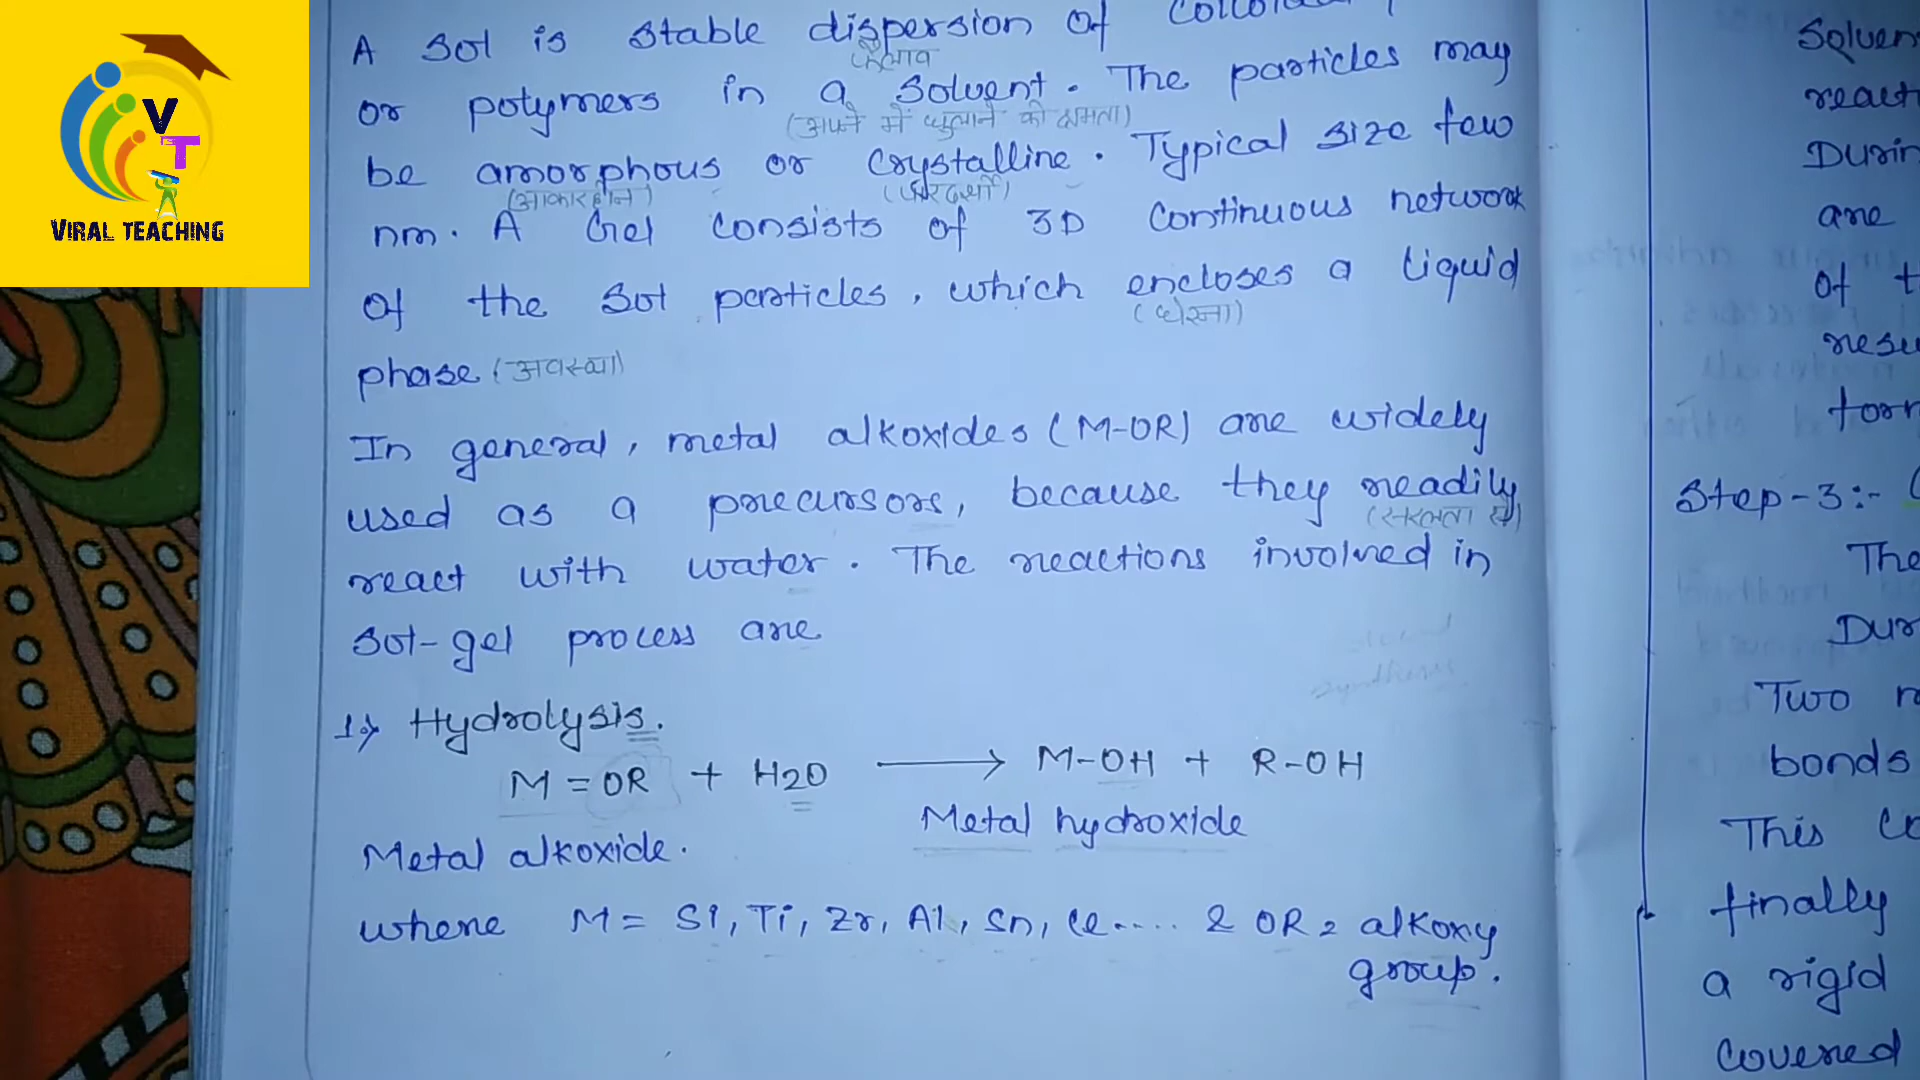 V
T
VIRAL TEACHING
A sol is stable dispersion of
फैलाव
or polymers in a solvent. The particles may
(अपने में घुलाने की क्षमता)
be amorphous or crystalline. Typical size few
(आकारहीन) (पारदर्शी)
nm. A Gel consists of 3D continuous network
of the sol particles, which encloses a liquid
(घेरना)
phase (अवस्था)
In general, metal alkoxides (M-OR) are widely
used as a precursors, because they readily
(सरलता से)
react with water. The reactions involved in
sol-gel process are
1) Hydrolysis.
M = OR + H2O ⟶ M-OH + R-OH
Metal alkoxide. Metal hydroxide
where M = Si, Ti, Zr, Al, Sn, Ce.... & OR = alkoxy
group.
Solven
react
Durin
are
of t
resu
form
Step-3:-
The
Dur
Two
bonds
This co
finally
a rigid
covered